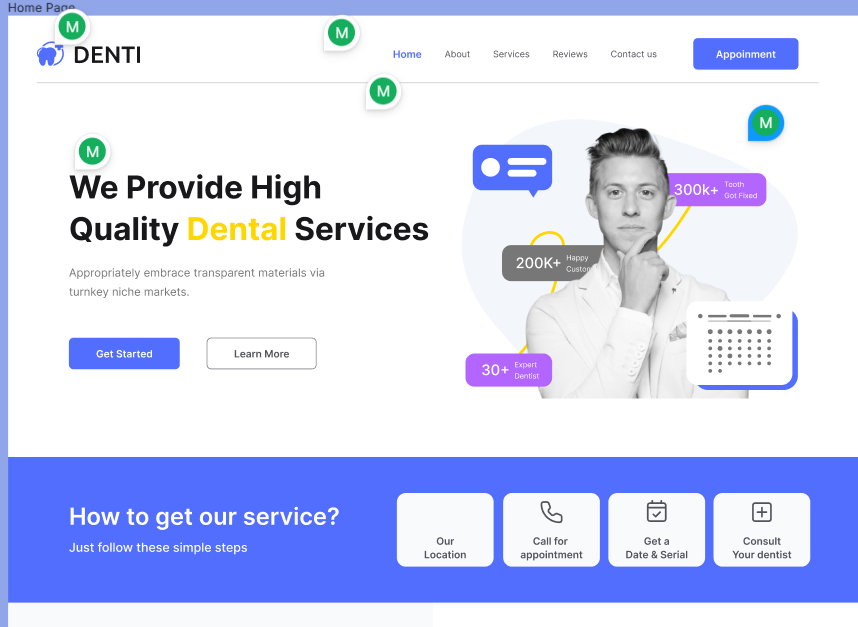 Home Page
M
M
M
M
M
DENTI
Home
About
Services
Reviews
Contact us
Appoinment
We Provide High
Quality Dental Services
Appropriately embrace transparent materials via
turnkey niche markets.
Get Started
Learn More
300k+
Tooth
Got Fixed
200K+
Happy
30+
Expert
Dentist
How to get our service?
Just follow these simple steps
Our
Location
Call for
appointment
Get a
Date & Serial
Consult
Your dentist